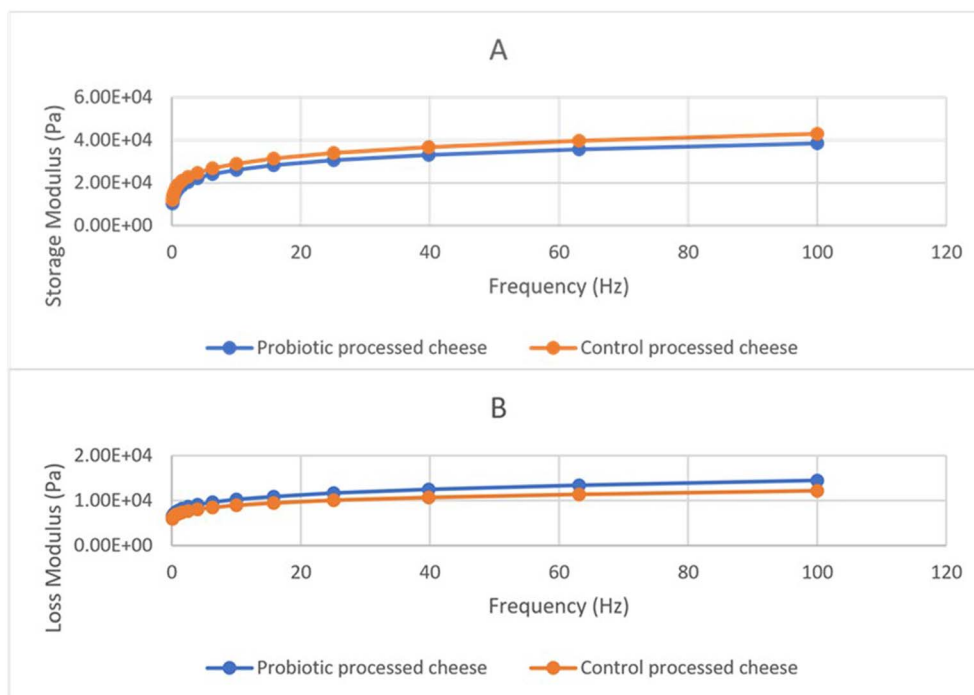 A
6.00E+04
4.00E+04
2.00E+04
0.00E+00
Storage Modulus (Pa)
0 20 40 60 80 100 120
Frequency (Hz)
Probiotic processed cheese Control processed cheese
B
2.00E+04
1.00E+04
0.00E+00
Loss Modulus (Pa)
0 20 40 60 80 100 120
Frequency (Hz)
Probiotic processed cheese Control processed cheese